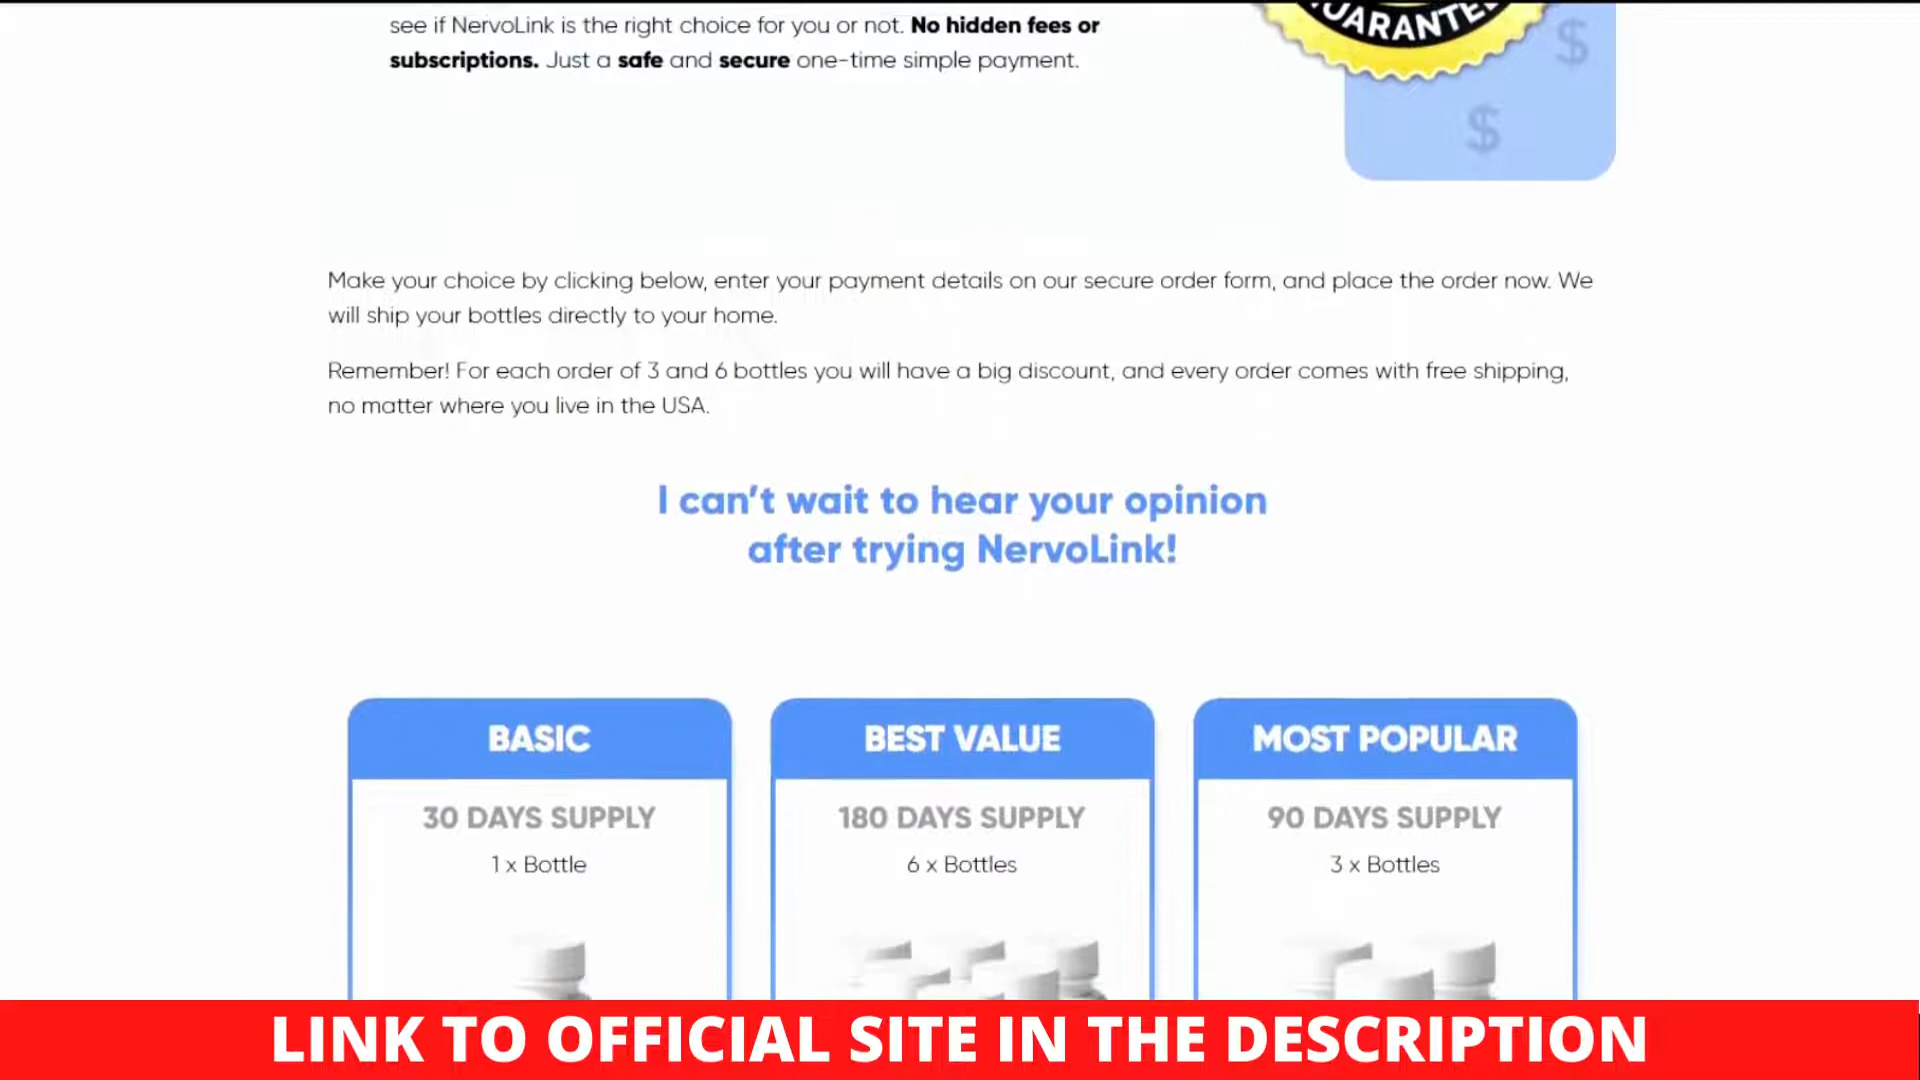 see if NervoLink is the right choice for you or not. No hidden fees or
subscriptions. Just a safe and secure one-time simple payment.
$
$
Make your choice by clicking below, enter your payment details on our secure order form, and place the order now. We
will ship your bottles directly to your home.
Remember! For each order of 3 and 6 bottles you will have a big discount, and every order comes with free shipping,
no matter where you live in the USA.
I can't wait to hear your opinion
after trying NervoLink!
BASIC
30 DAYS SUPPLY
1 x Bottle
BEST VALUE
180 DAYS SUPPLY
6 x Bottles
MOST POPULAR
90 DAYS SUPPLY
3 x Bottles
LINK TO OFFICIAL SITE IN THE DESCRIPTION